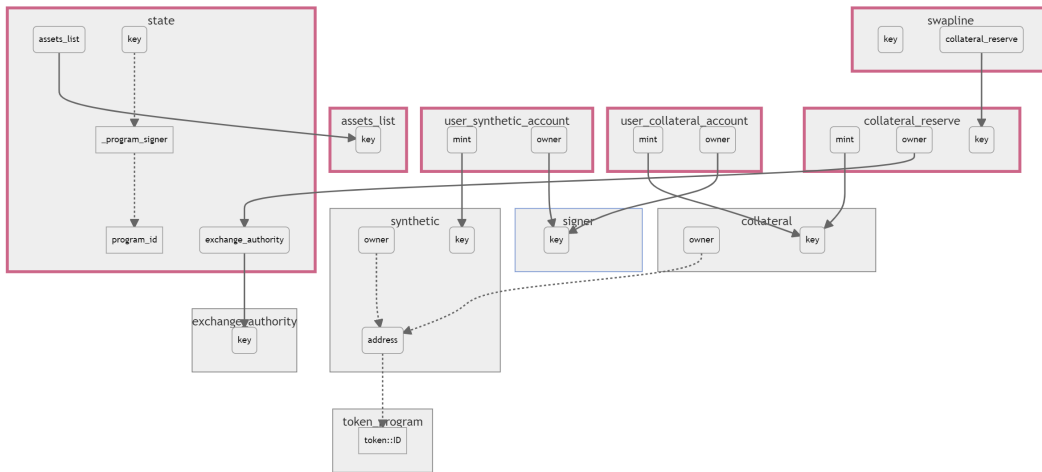 state
assets_list
key
_program_signer
program_id
exchange_authority
swapline
key
collateral_reserve
assets_list
key
user_synthetic_account
mint
owner
user_collateral_account
mint
owner
collateral_reserve
mint
owner
key
synthetic
owner
key
address
signer
key
collateral
owner
key
exchange_authority
key
token_program
token::ID